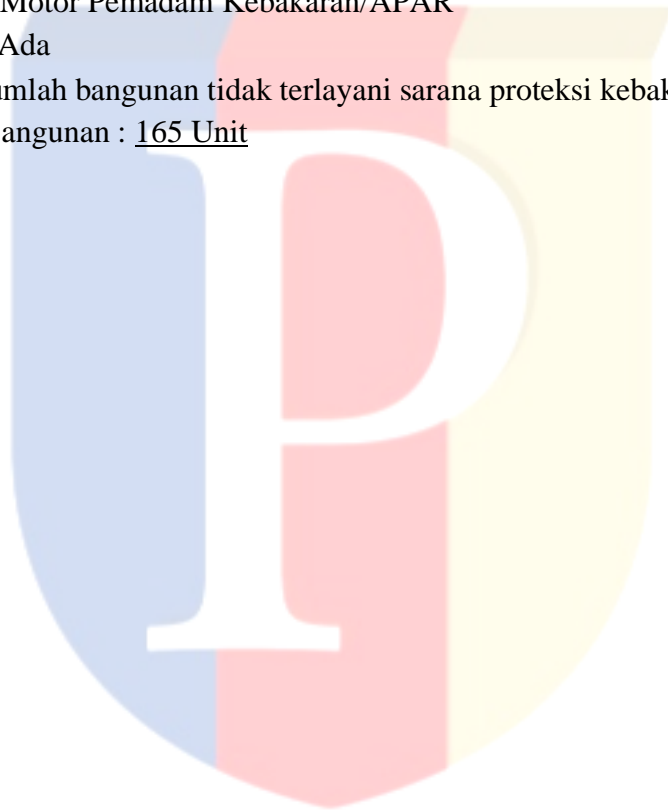 Motor Pemadam Kebakaran/APAR
Ada
umlah bangunan tidak terlayani sarana proteksi kebak
angunan : 165 Unit
P